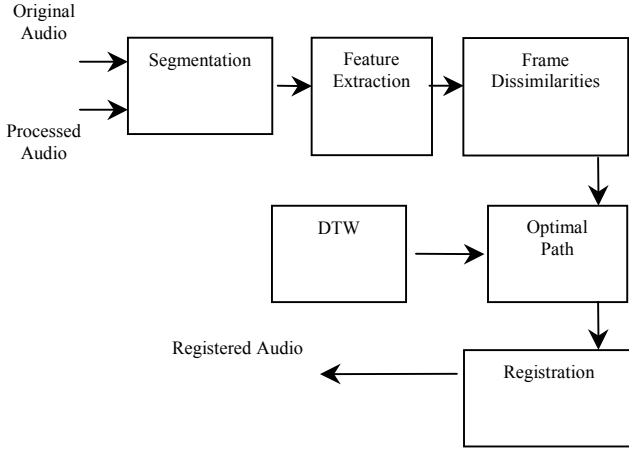 Original
Audio
Segmentation
Feature
Extraction
Frame
Dissimilarities
Processed
Audio
DTW
Optimal
Path
Registered Audio
Registration